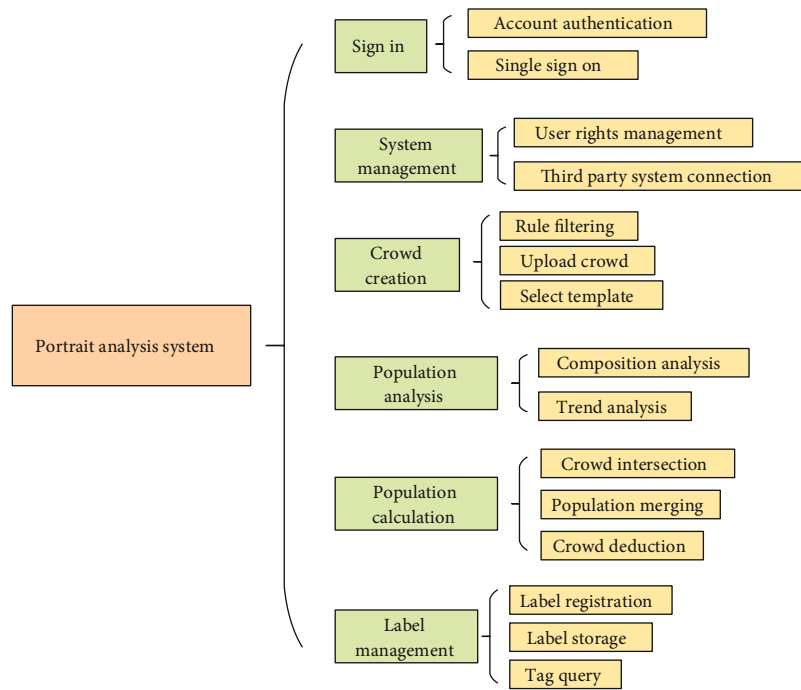 Portrait analysis system
Sign in
Account authentication
Single sign on
System
management
User rights management
Third party system connection
Crowd
creation
Rule filtering
Upload crowd
Select template
Population
analysis
Composition analysis
Trend analysis
Population
calculation
Crowd intersection
Population merging
Crowd deduction
Label
management
Label registration
Label storage
Tag query